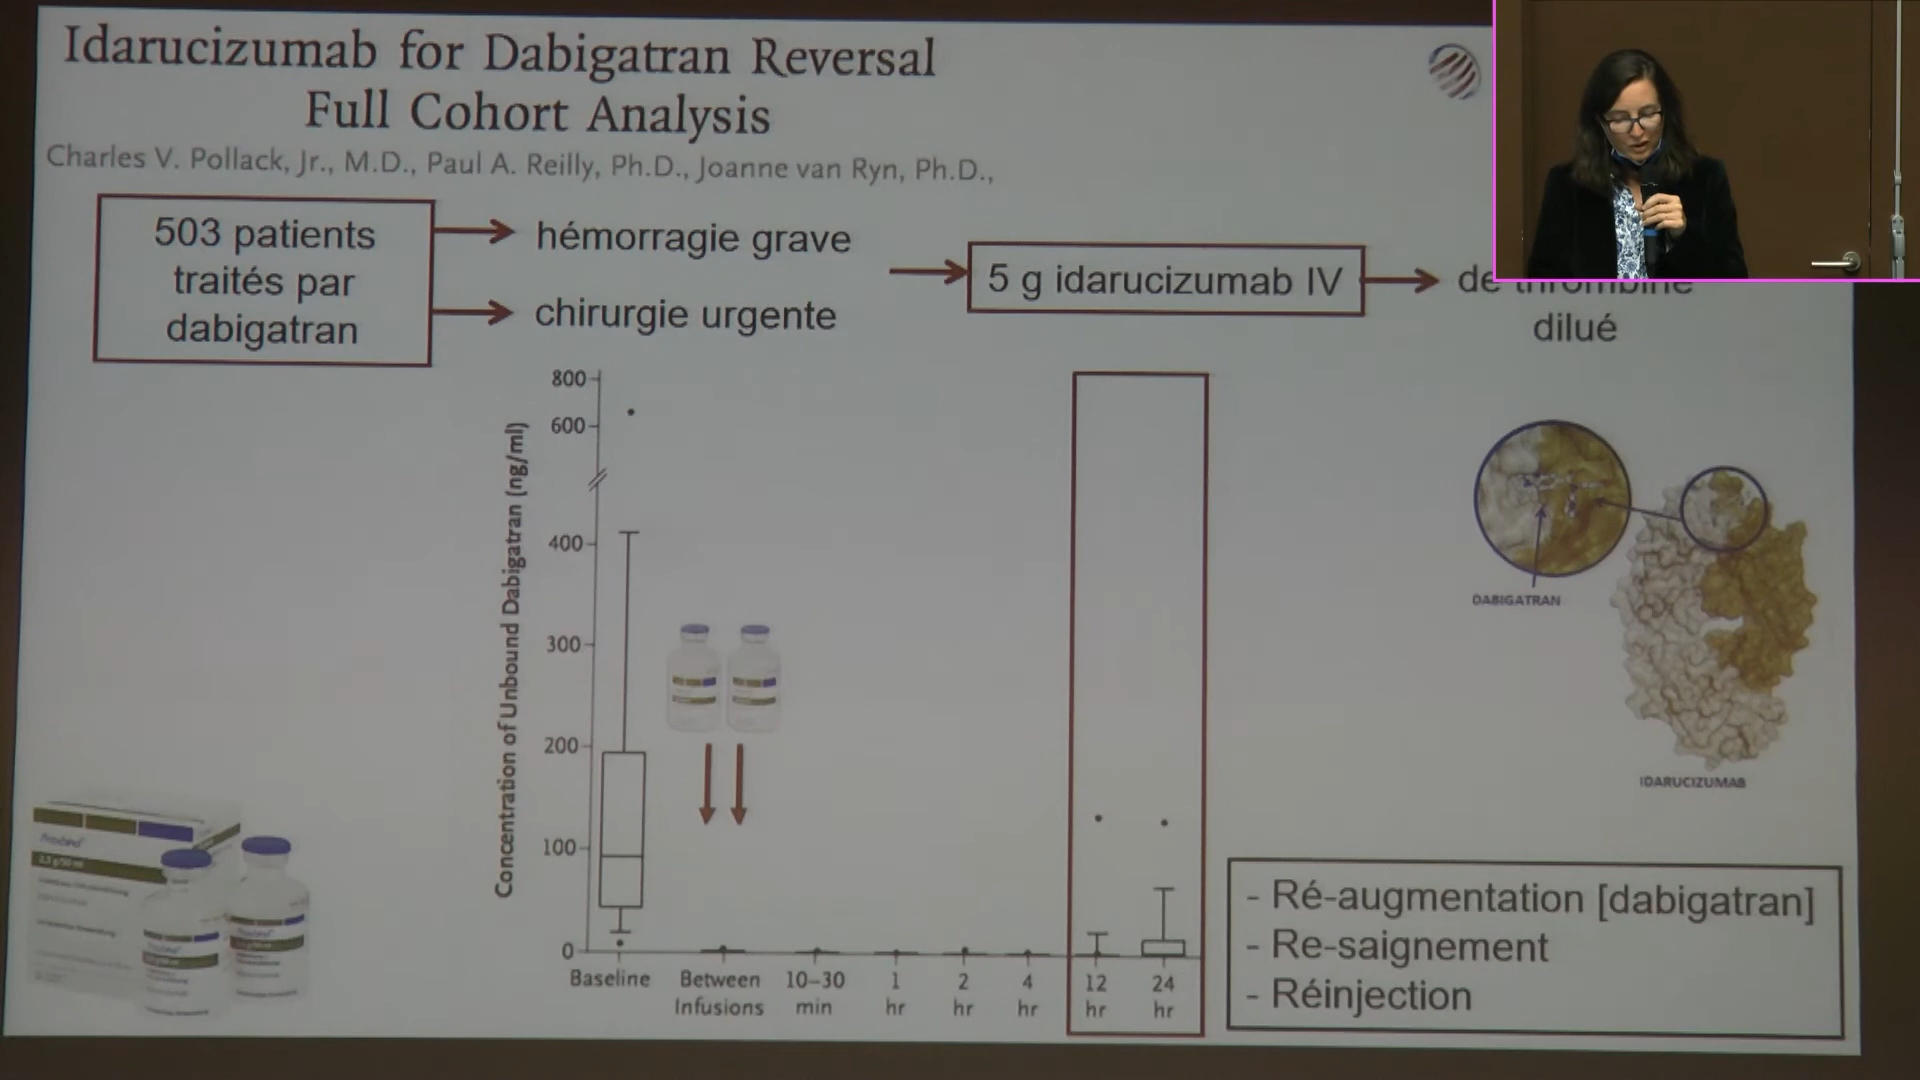 Idarucizumab for Dabigatran Reversal
Full Cohort Analysis
Charles V. Pollack, Jr., M.D., Paul A. Reilly, Ph.D., Joanne van Ryn, Ph.D.,
503 patients
traités par
dabigatran
hémorragie grave
chirurgie urgente
5 g idarucizumab IV
de thrombine
dilué
Concentration of Unbound Dabigatran (ng/ml)
800
600
400
300
200
100
0
Baseline
Between
Infusions
10–30
min
1
hr
2
hr
4
hr
12
hr
24
hr
DABIGATRAN
IDARUCIZUMAB
- Ré-augmentation [dabigatran]
- Re-saignement
- Réinjection